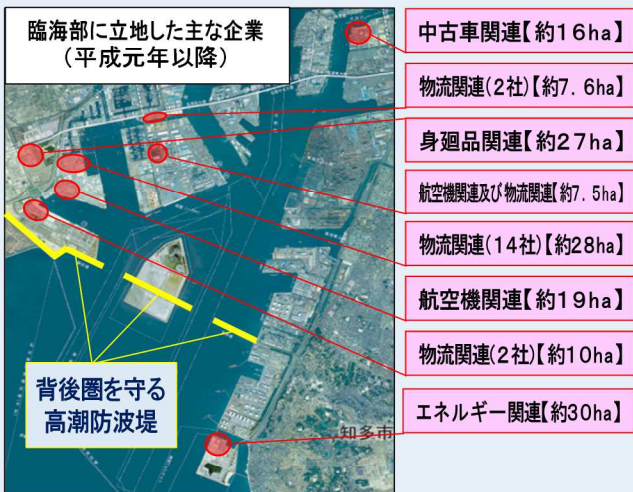 臨海部に立地した主な企業
(平成元年以降)
中古車関連【約16ha】
物流関連(2社)【約7.6ha】
身廻品関連【約27ha】
航空機関連及び物流関連【約7.5ha】
物流関連(14社)【約28ha】
航空機関連【約19ha】
物流関連(2社)【約10ha】
エネルギー関連【約30ha】
背後圏を守る
高潮防波堤
知多市